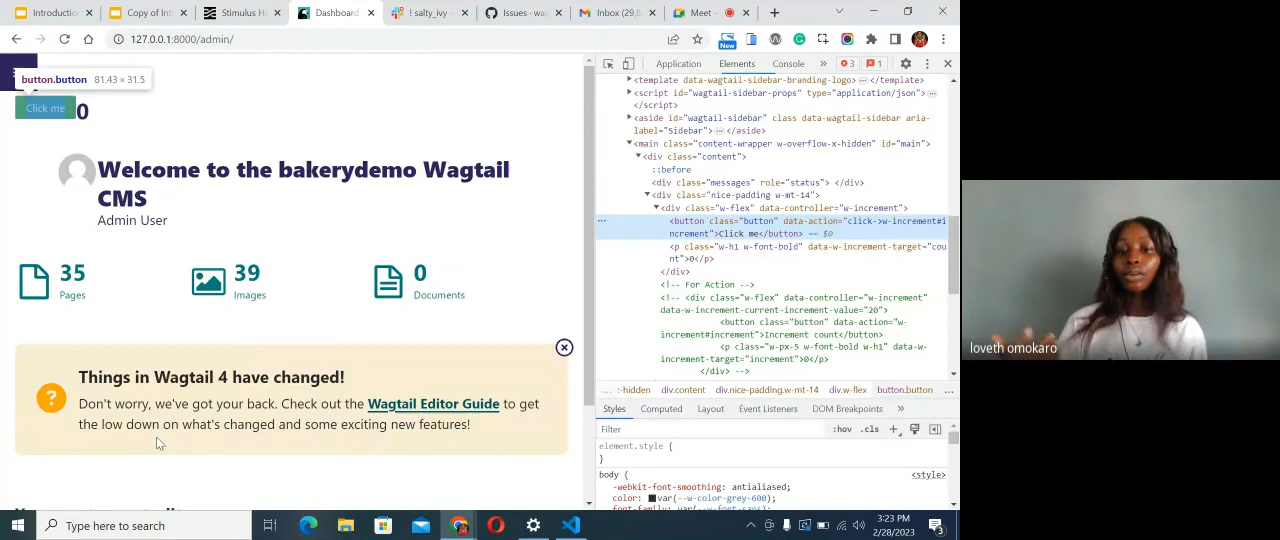 Introduction
Copy of Int
Stimulus H
Dashboard
! salty_ivy -
Issues · wag
Inbox (29,8
Meet -
127.0.0.1:8000/admin/
New
button.button 81.43 × 31.5
Click me
0
Welcome to the bakerydemo Wagtail
CMS
Admin User
35
Pages
39
Images
0
Documents
Things in Wagtail 4 have changed!
Don't worry, we've got your back. Check out the Wagtail Editor Guide to get
the low down on what's changed and some exciting new features!
Application Elements Console » 3 1
<template data-wagtail-sidebar-branding-logo>…</template>
<script id="wagtail-sidebar-props" type="application/json">…
</script>
<aside id="wagtail-sidebar" class data-wagtail-sidebar aria-
label="Sidebar">…</aside>
<main class="content-wrapper w-overflow-x-hidden" id="main">
<div class="content">
::before
<div class="messages" role="status"> </div>
<div class="nice-padding w-mt-14">
<div class="w-flex" data-controller="w-increment">
… <button class="button" data-action="click->w-increment#i
ncrement">Click me</button> == $0
<p class="w-h1 w-font-bold" data-w-increment-target="cou
nt">0</p>
</div>
<!-- For Action -->
<!-- <div class="w-flex" data-controller="w-increment"
data-w-increment-current-increment-value="20">
<button class="button" data-action="w-
increment#increment">Increment count</button>
<p class="w-px-5 w-font-bold w-h1" data-w-
increment-target="increment">0</p>
</div> -->
... :-hidden div.content div.nice-padding.w-mt-14 div.w-flex button.button ...
Styles Computed Layout Event Listeners DOM Breakpoints »
Filter :hov .cls +
element.style {
}
body { <style>
-webkit-font-smoothing: antialiased;
color: var(--w-color-grey-600);
loveth omokaro
Type here to search
3:23 PM
2/28/2023
3